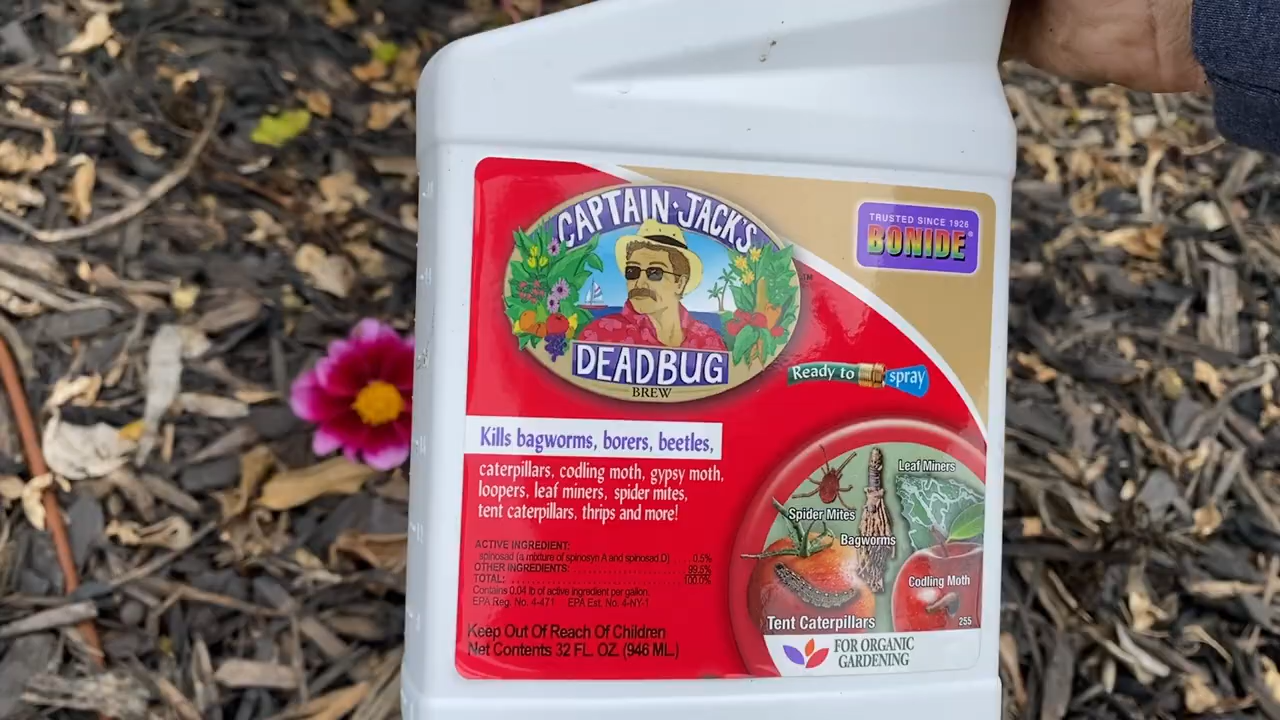 CAPTAIN·JACK'S
DEADBUG
BREW
TM
TRUSTED SINCE 1926
BONIDE®
Ready to spray
Kills bagworms, borers, beetles,
caterpillars, codling moth, gypsy moth,
loopers, leaf miners, spider mites,
tent caterpillars, thrips and more!
ACTIVE INGREDIENT:
spinosad (a mixture of spinosyn A and spinosad D) 0.5%
OTHER INGREDIENTS: 99.5%
TOTAL: 100.0%
Contains 0.04 lb of active ingredient per gallon.
EPA Reg. No. 4-471 EPA Est. No. 4-NY-1
Keep Out Of Reach Of Children
Net Contents 32 FL. OZ. (946 ML.)
Leaf Miners
Spider Mites
Bagworms
Codling Moth
Tent Caterpillars
255
FOR ORGANIC
GARDENING